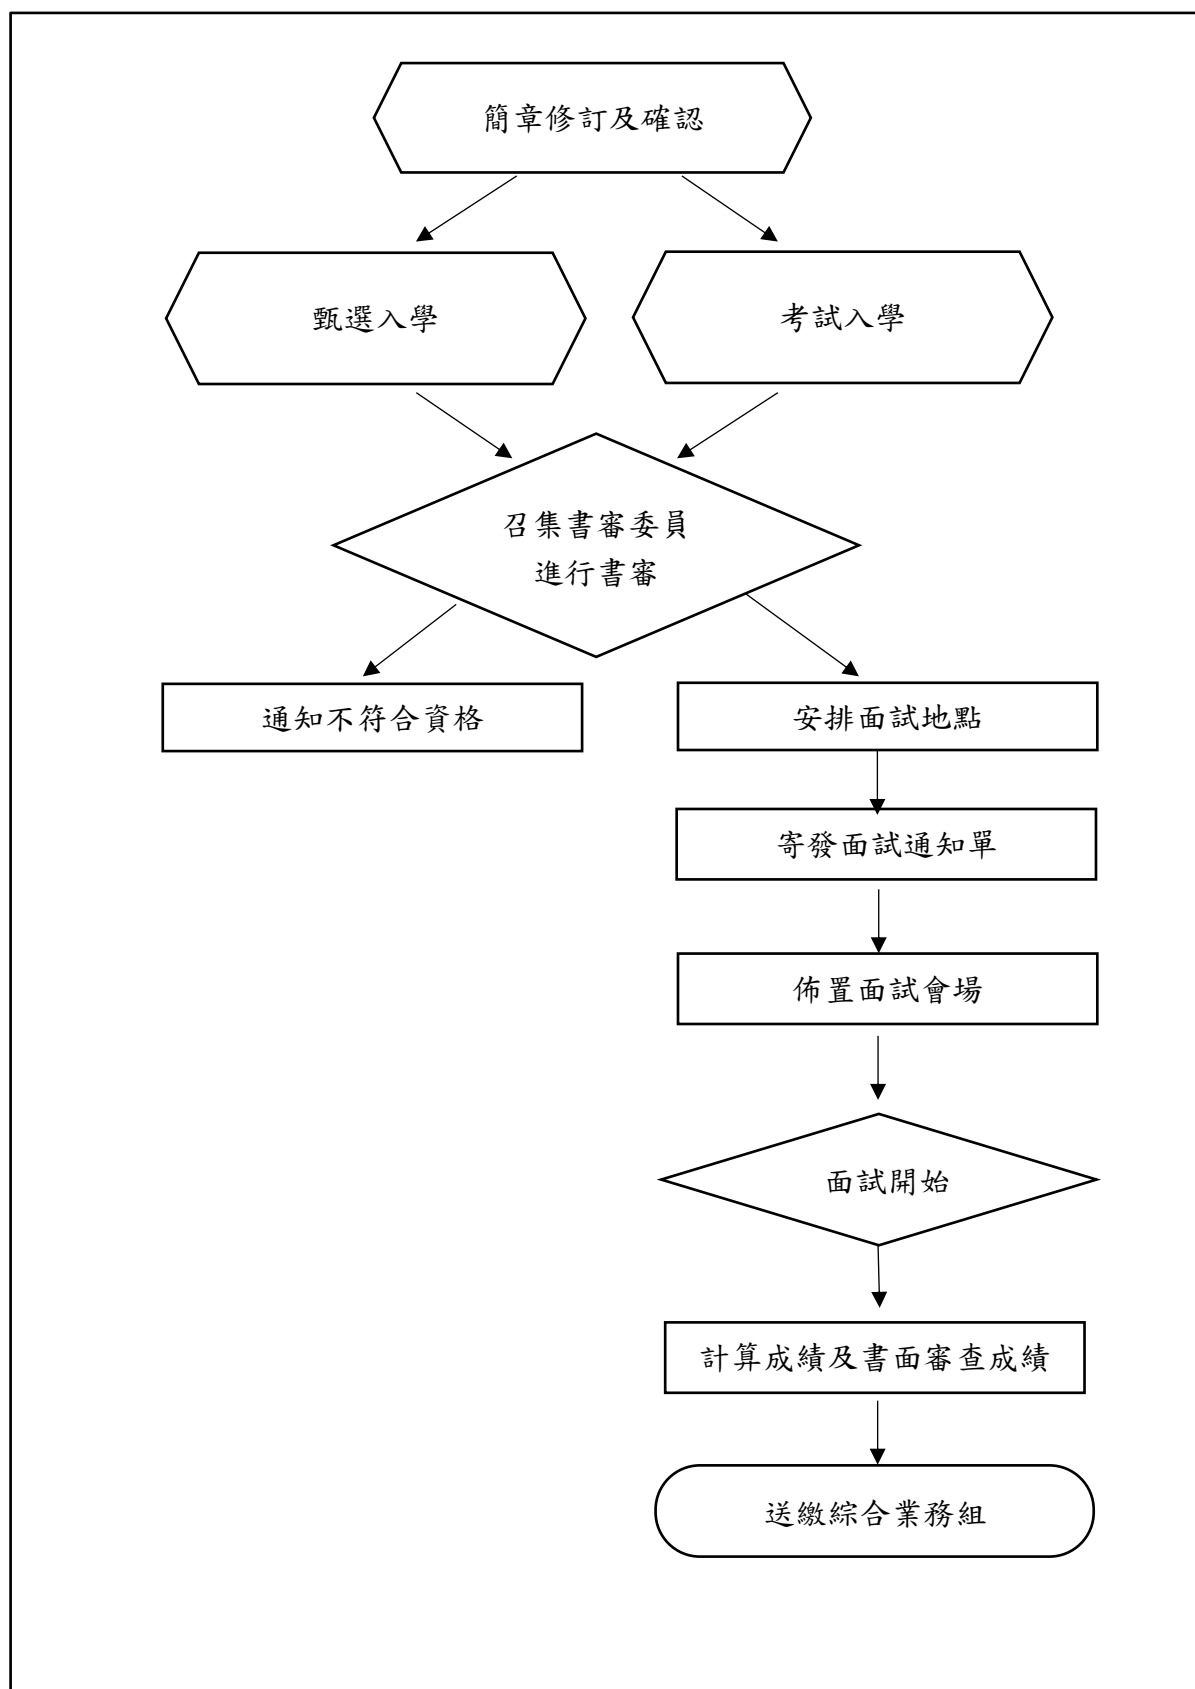 簡章修訂及確認
甄選入學
考試入學
召集書審委員
進行書審
通知不符合資格
安排面試地點
寄發面試通知單
佈置面試會場
面試開始
計算成績及書面審查成績
送繳綜合業務組